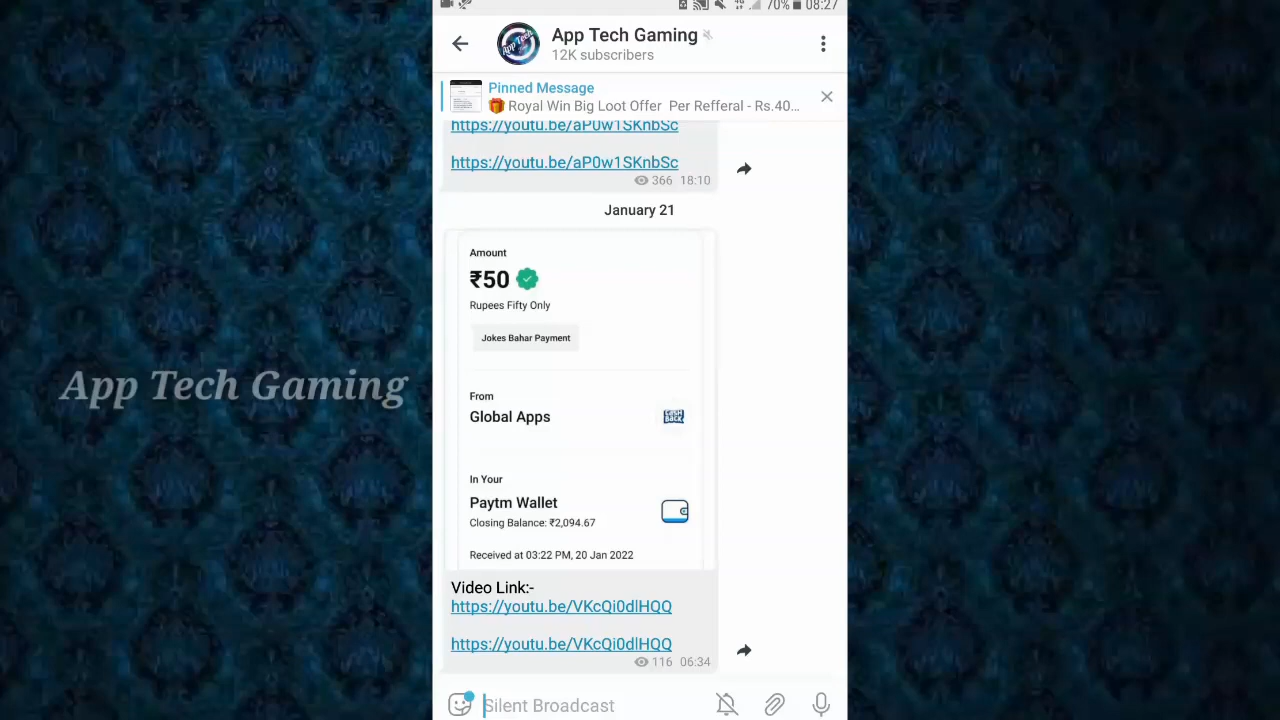 70% 08:27
App Tech Gaming
12K subscribers
Pinned Message
🎁 Royal Win Big Loot Offer Per Refferal - Rs.40...
https://youtu.be/aP0w1SKnbSc
https://youtu.be/aP0w1SKnbSc
366 18:10
January 21
Amount
₹50
Rupees Fifty Only
Jokes Bahar Payment
From
Global Apps
CASH BACK
In Your
Paytm Wallet
Closing Balance: ₹2,094.67
Received at 03:22 PM, 20 Jan 2022
Video Link:-
https://youtu.be/VKcQi0dlHQQ
https://youtu.be/VKcQi0dlHQQ
116 06:34
Silent Broadcast
App Tech Gaming